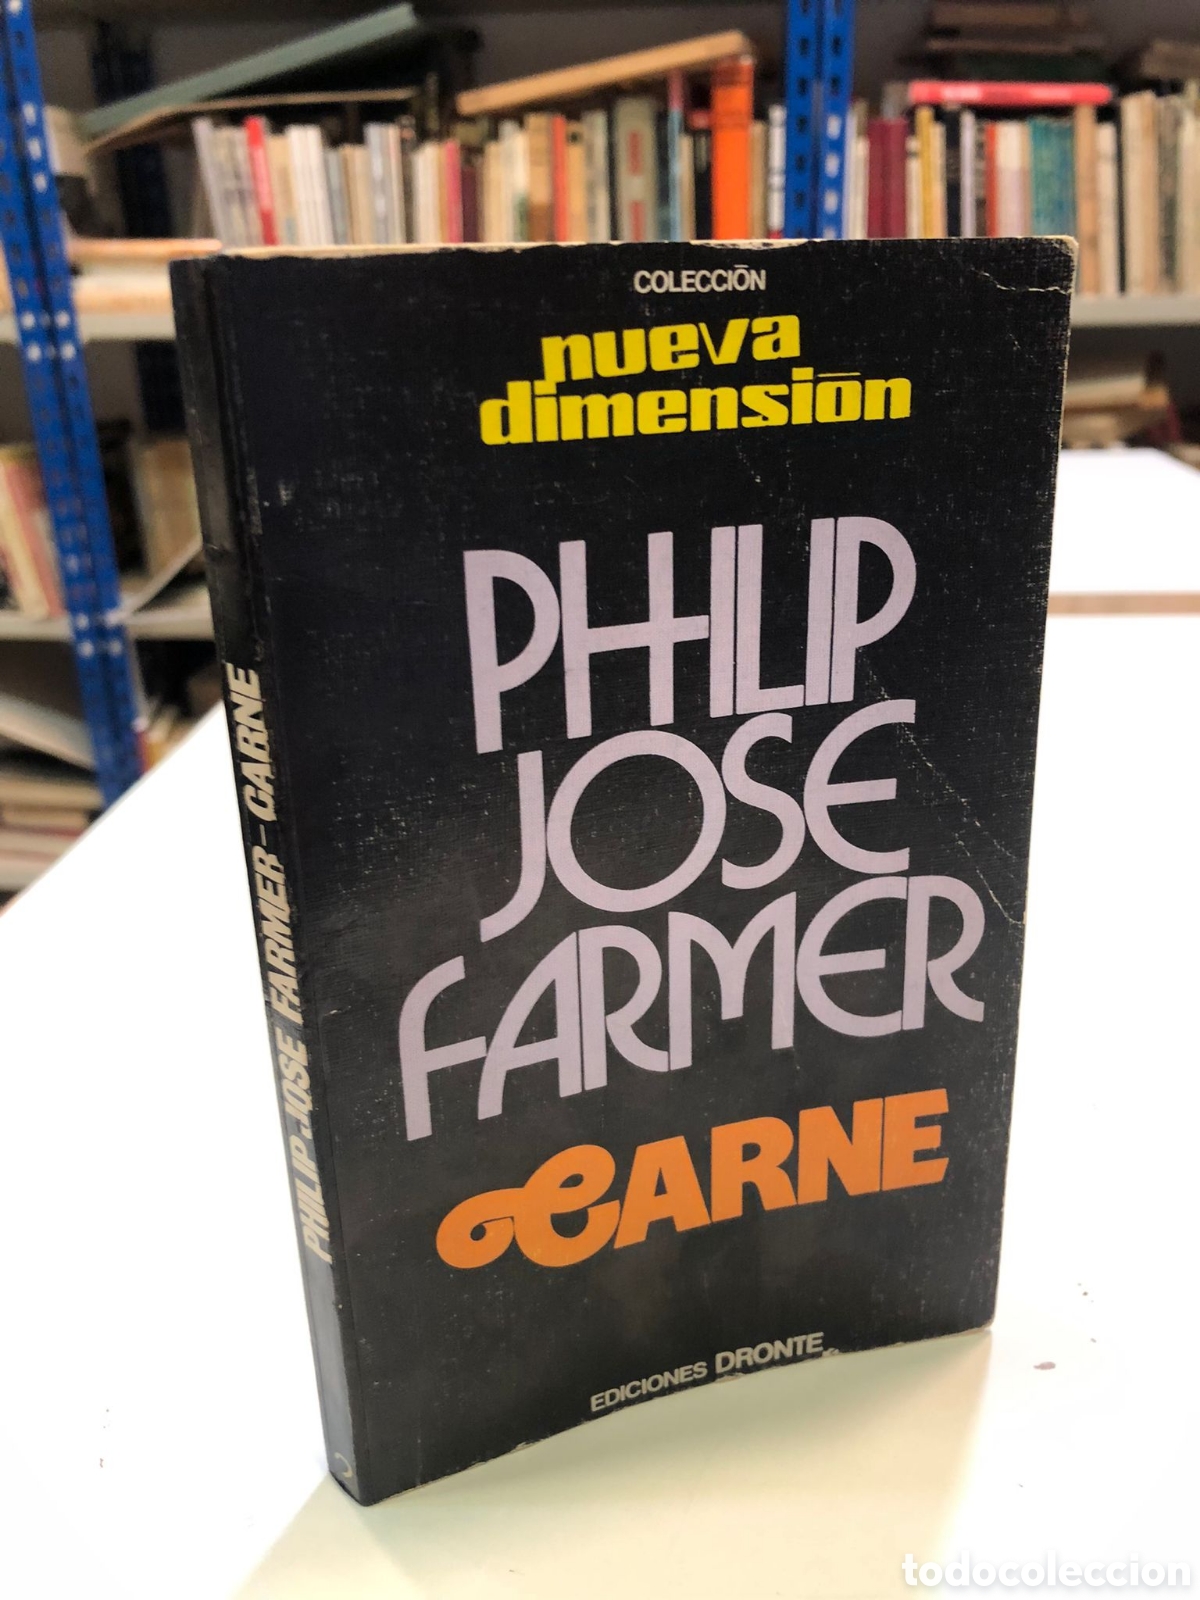 COLECCIÓN
nueva
dimensión
PHILIP
JOSE
FARMER
CARNE
EDICIONES DRONTE
PHILIP JOSE FARMER-CARNE
todocoleccion